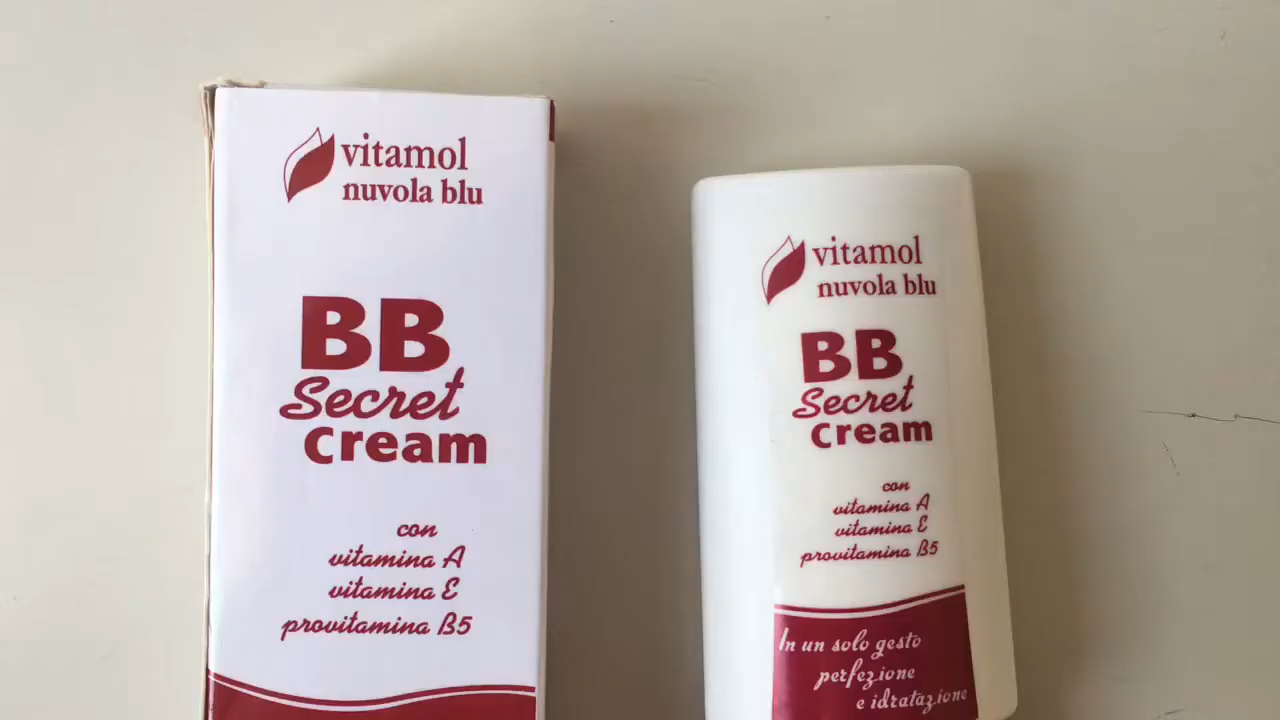 vitamol
nuvola blu
BB
Secret
Cream
con
vitamina A
vitamina E
provitamina B5
vitamol
nuvola blu
BB
Secret
Cream
con
vitamina A
vitamina E
provitamina B5
In un solo gesto
perfezione
e idratazione